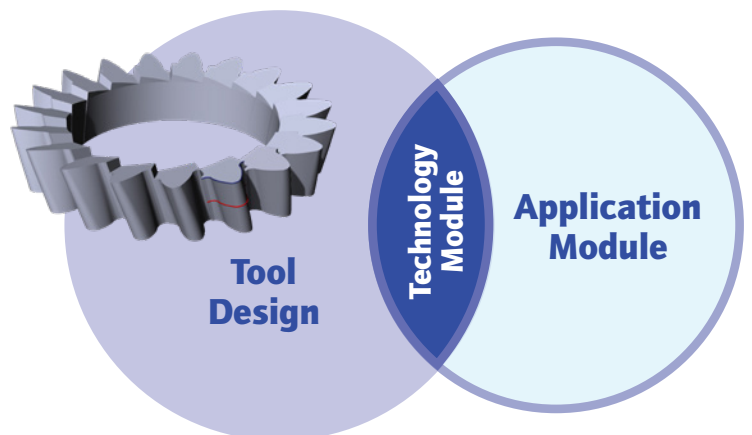 Tool
Design
Technology
Module
Application
Module